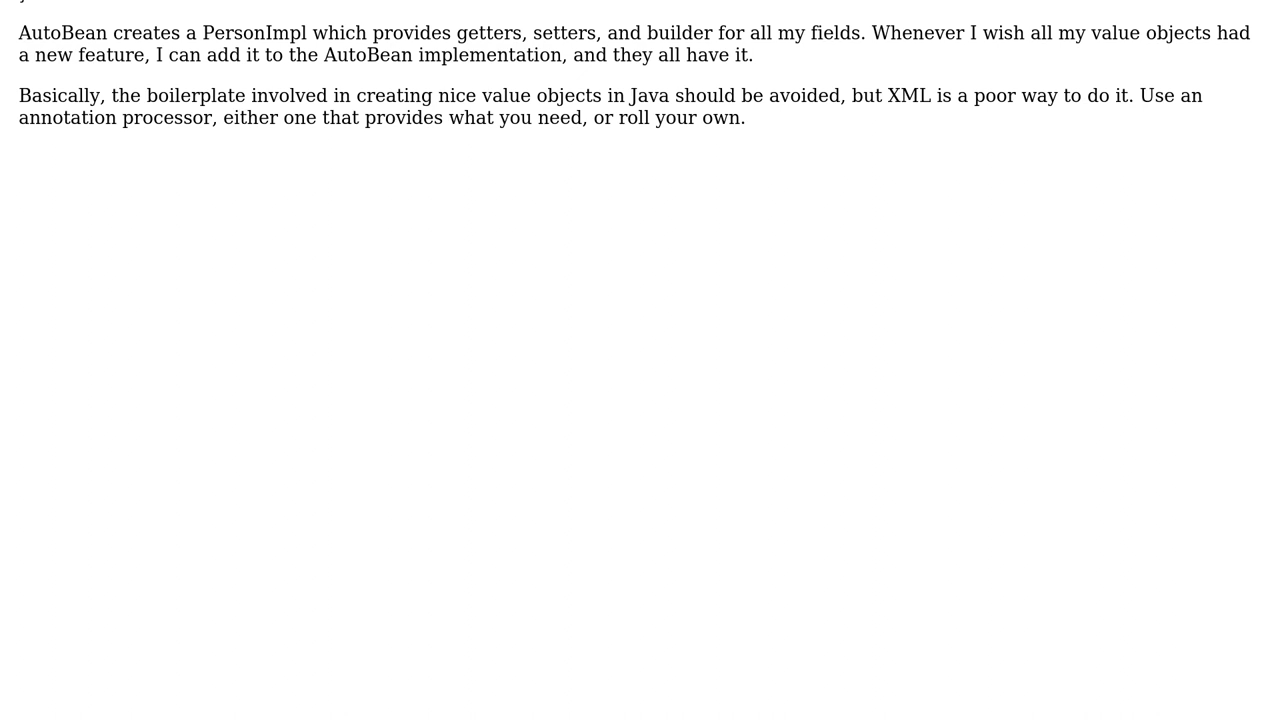 AutoBean creates a PersonImpl which provides getters, setters, and builder for all my fields. Whenever I wish all my value objects had
a new feature, I can add it to the AutoBean implementation, and they all have it.
Basically, the boilerplate involved in creating nice value objects in Java should be avoided, but XML is a poor way to do it. Use an
annotation processor, either one that provides what you need, or roll your own.